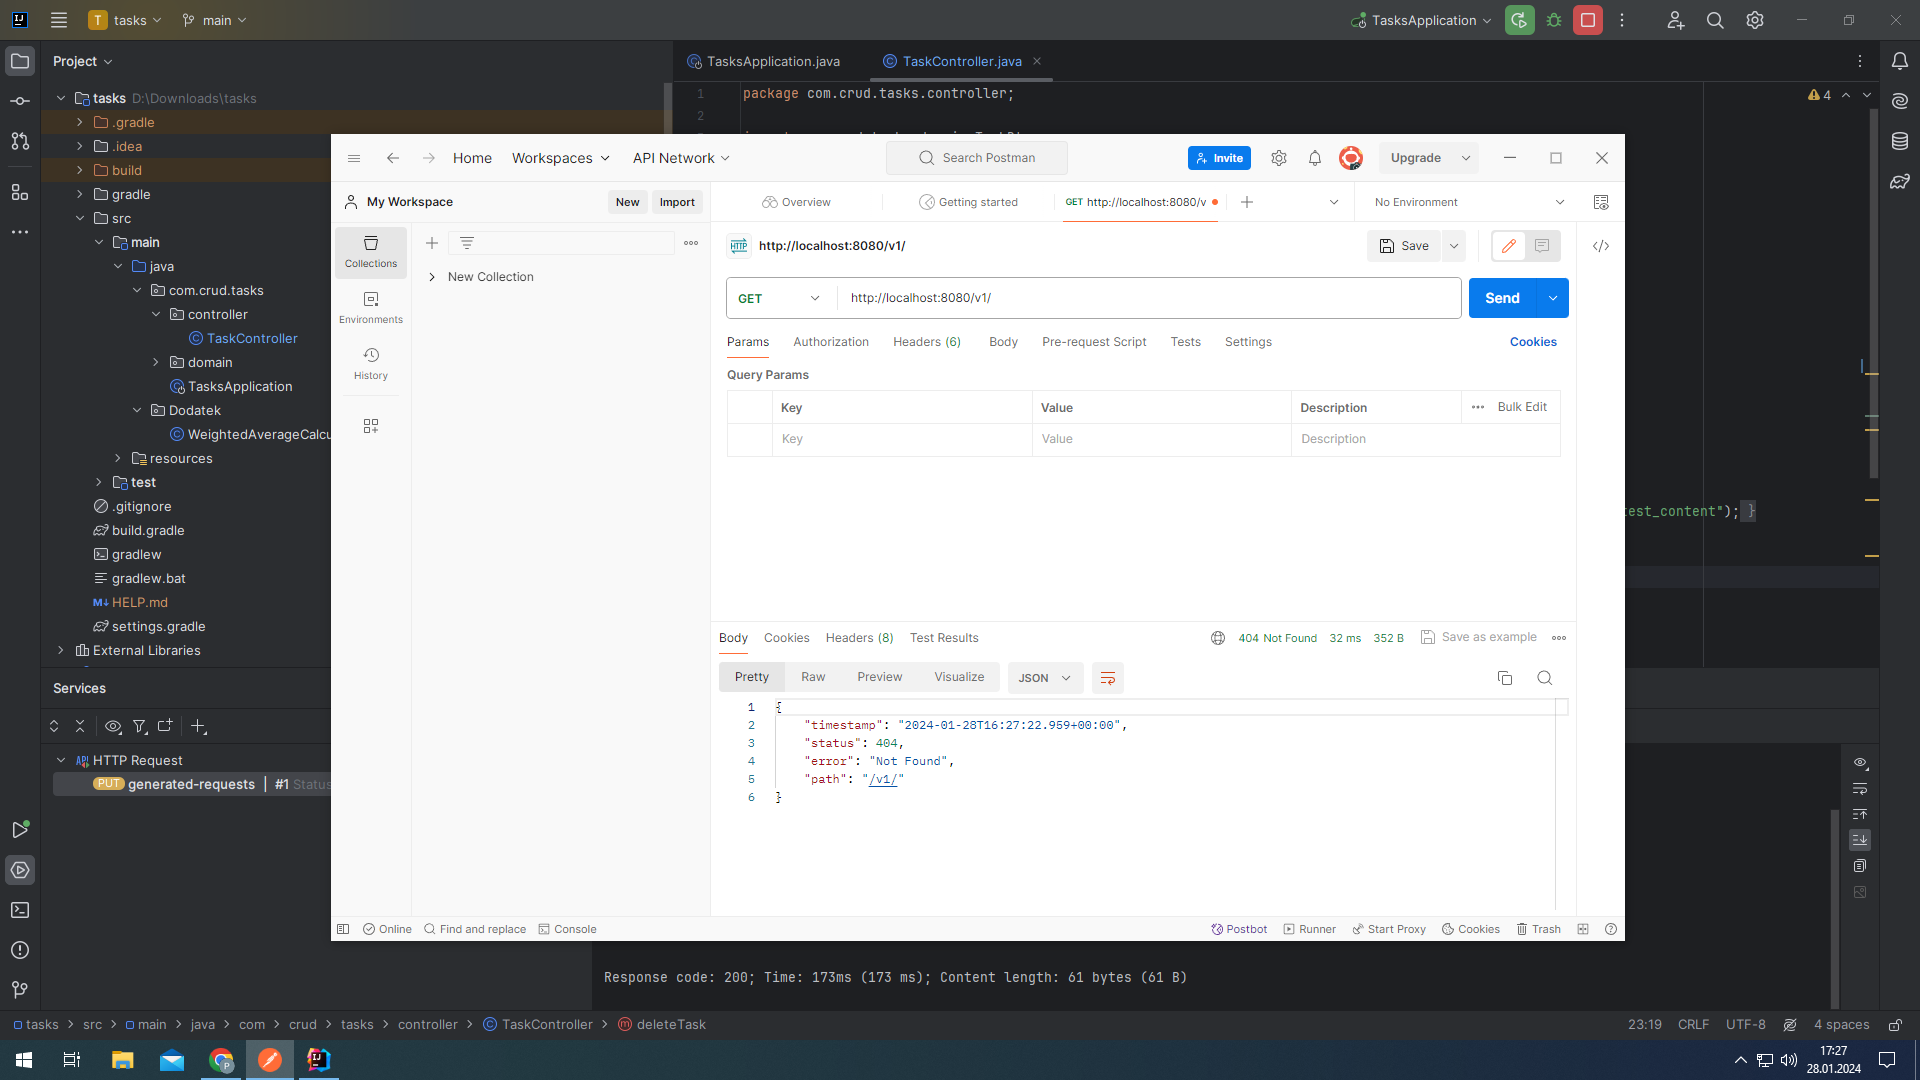 T tasks main TasksApplication
Project TasksApplication.java TaskController.java
tasks D:\Downloads\tasks
.gradle
.idea
build
gradle
src
main
java
com.crud.tasks
controller
TaskController
domain
TasksApplication
Dodatek
WeightedAverageCalcu
resources
test
.gitignore
build.gradle
gradlew
gradlew.bat
M↓ HELP.md
settings.gradle
External Libraries
1 package com.crud.tasks.controller;
2
4
test_content"); }
Home Workspaces API Network Search Postman Invite Upgrade
My Workspace New Import
Overview Getting started GET http://localhost:8080/v No Environment
Collections
Environments
History
New Collection
HTTP http://localhost:8080/v1/ Save
GET http://localhost:8080/v1/ Send
Params Authorization Headers (6) Body Pre-request Script Tests Settings Cookies
Query Params
Key Value Description Bulk Edit
Key Value Description
Body Cookies Headers (8) Test Results 404 Not Found 32 ms 352 B Save as example
Pretty Raw Preview Visualize JSON
1 {
2 "timestamp": "2024-01-28T16:27:22.959+00:00",
3 "status": 404,
4 "error": "Not Found",
5 "path": "/v1/"
6 }
Online Find and replace Console Postbot Runner Start Proxy Cookies Trash
Services
API HTTP Request
PUT generated-requests | #1 Status
Response code: 200; Time: 173ms (173 ms); Content length: 61 bytes (61 B)
tasks > src > main > java > com > crud > tasks > controller > TaskController > deleteTask 23:19 CRLF UTF-8 4 spaces
17:27
28.01.2024